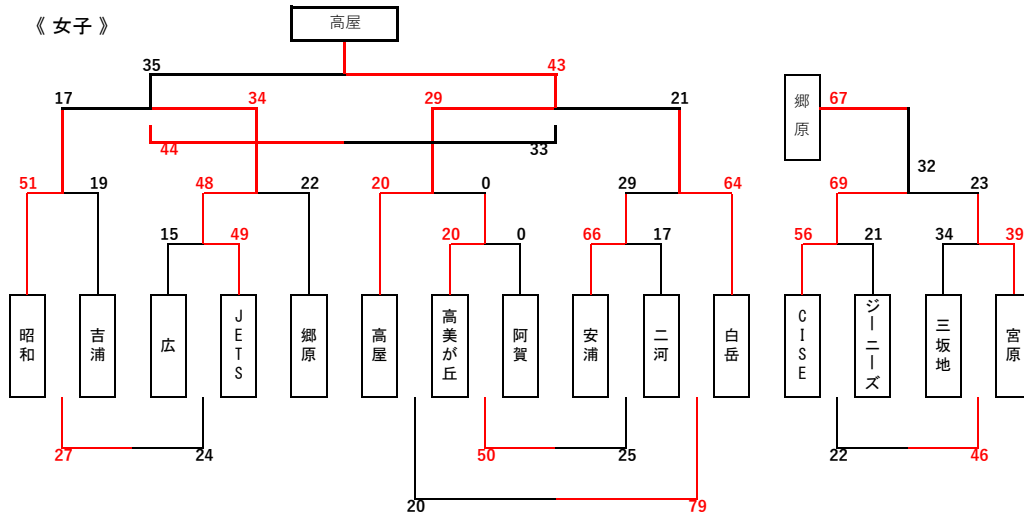 《 女子 》
高屋
35 43
17 34 29 21
郷原
67
44 33
32
51 19 48 22 20 0 29 64 69 23
15 49 20 0 66 17 56 21 34 39
昭和
吉浦
広
JETS
郷原
高屋
高美が丘
阿賀
安浦
二河
白岳
CISE
ジーニーズ
三坂地
宮原
27 24 50 25 22 46
20 79